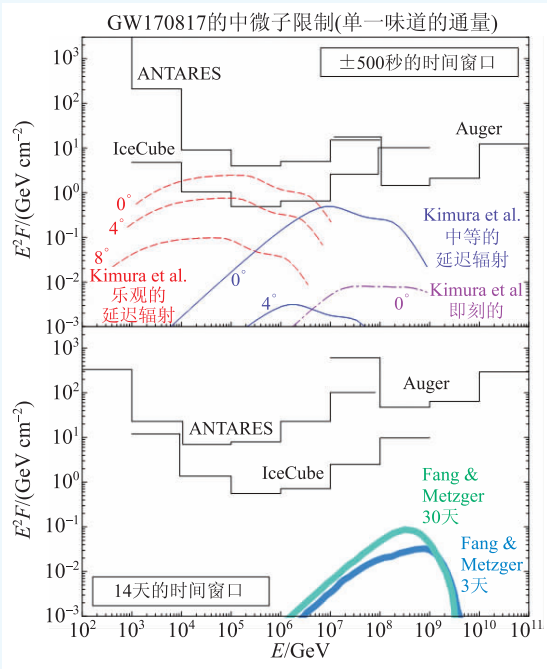 GW170817的中微子限制(单一味道的通量)
10³
±500秒的时间窗口
ANTARES
10²
Auger
10¹
IceCube
E²F/(GeV cm⁻²)
10⁰
0°
4°
Kimura et al.
中等的
延迟辐射
10⁻¹
8°
Kimura et al.
乐观的
延迟辐射
0°
10⁻²
4°
0°
Kimura et al
即刻的
10⁻³
10³
Auger
10²
ANTARES
10¹
IceCube
E²F/(GeV cm⁻²)
10⁰
Fang &
Metzger
30天
10⁻¹
Fang &
Metzger
3天
10⁻²
14天的时间窗口
10⁻³
10² 10³ 10⁴ 10⁵ 10⁶ 10⁷ 10⁸ 10⁹ 10¹⁰ 10¹¹
E/GeV